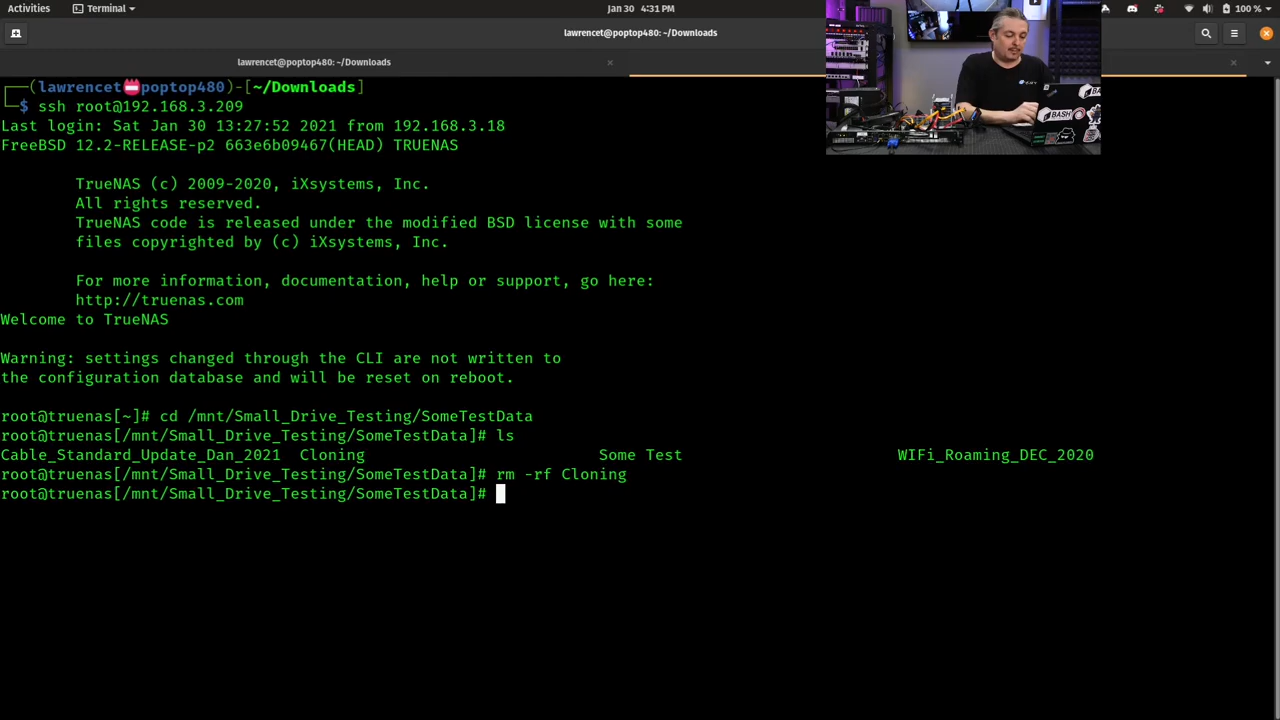 Activities
Terminal
Jan 30 4:31 PM
100 %
lawrencet@poptop480: ~/Downloads
lawrencet@poptop480: ~/Downloads
(lawrencet poptop480)-[~/Downloads]
$ ssh root@192.168.3.209
Last login: Sat Jan 30 13:27:52 2021 from 192.168.3.18
FreeBSD 12.2-RELEASE-p2 663e6b09467(HEAD) TRUENAS
TrueNAS (c) 2009-2020, iXsystems, Inc.
All rights reserved.
TrueNAS code is released under the modified BSD license with some
files copyrighted by (c) iXsystems, Inc.
For more information, documentation, help or support, go here:
http://truenas.com
Welcome to TrueNAS
Warning: settings changed through the CLI are not written to
the configuration database and will be reset on reboot.
root@truenas[~]# cd /mnt/Small_Drive_Testing/SomeTestData
root@truenas[/mnt/Small_Drive_Testing/SomeTestData]# ls
Cable_Standard_Update_Dan_2021 Cloning Some Test WIFi_Roaming_DEC_2020
root@truenas[/mnt/Small_Drive_Testing/SomeTestData]# rm -rf Cloning
root@truenas[/mnt/Small_Drive_Testing/SomeTestData]#
BASH